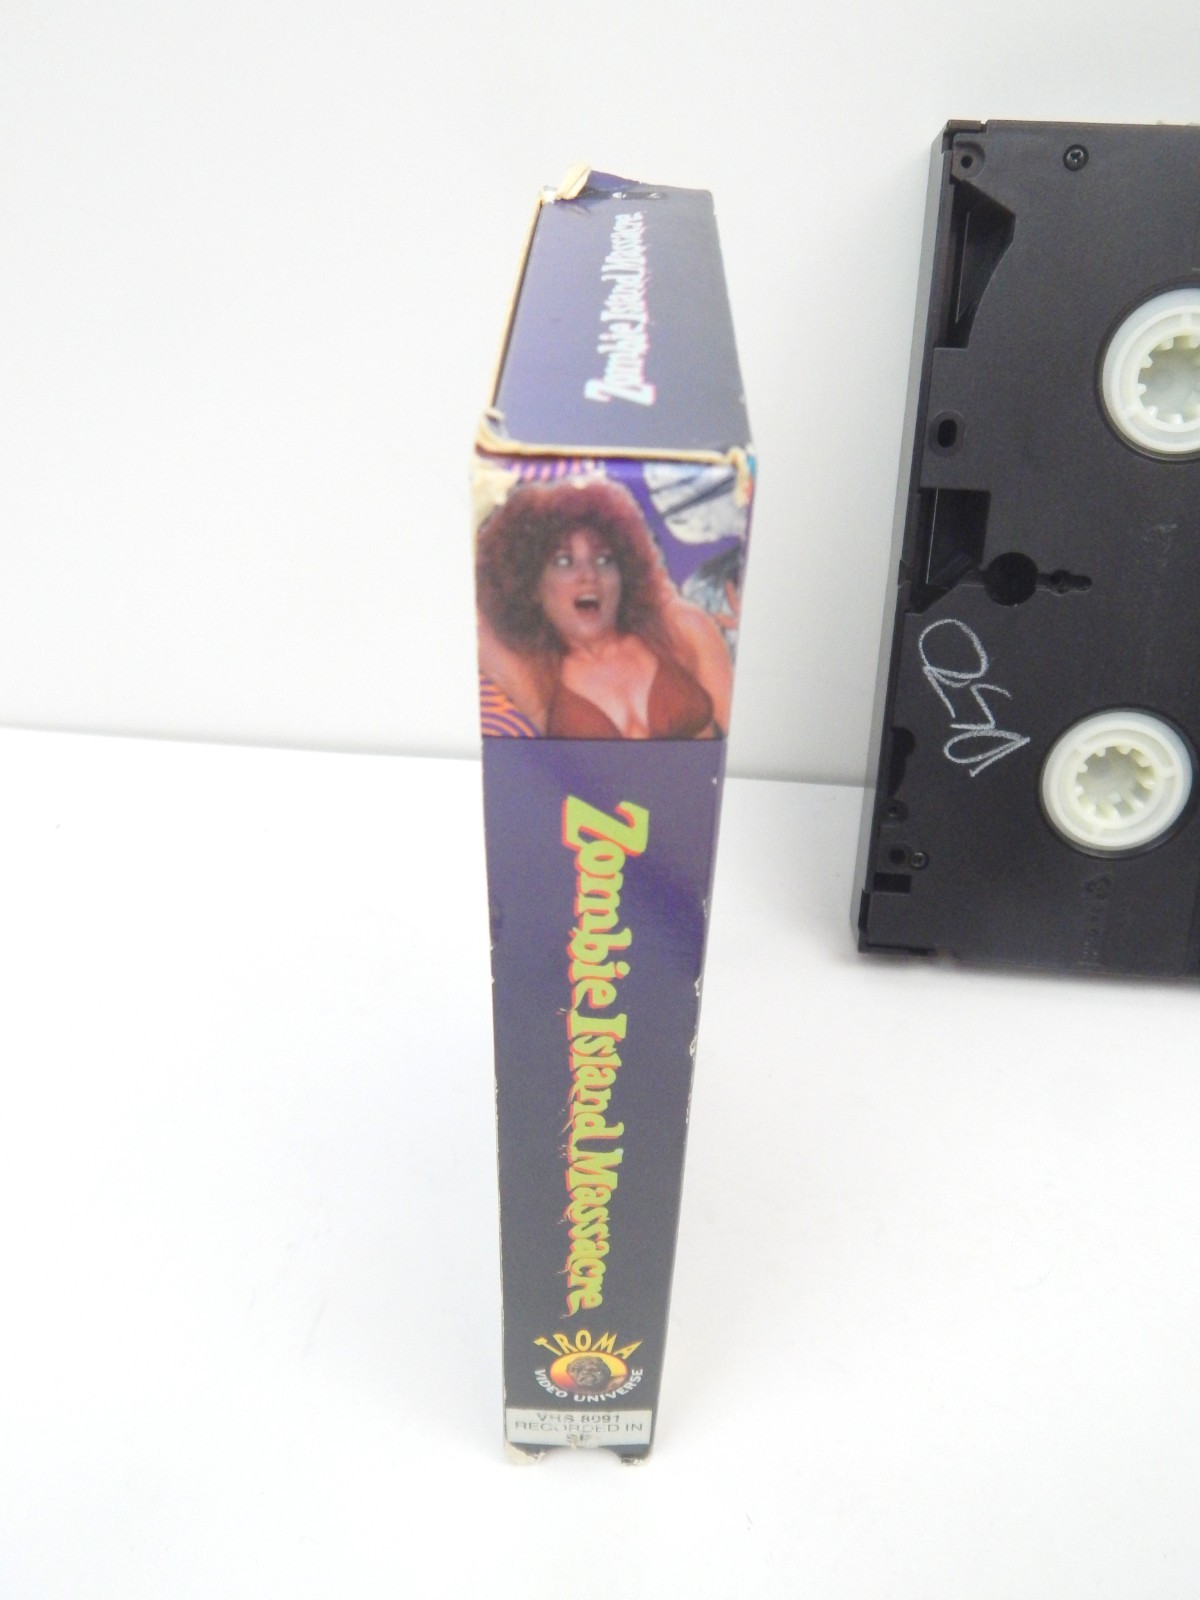 Zombie Island Massacre
Zombie Island Massacre
TROMA
VIDEO UNIVERSE
VHS 8091
RECORDED IN
SP